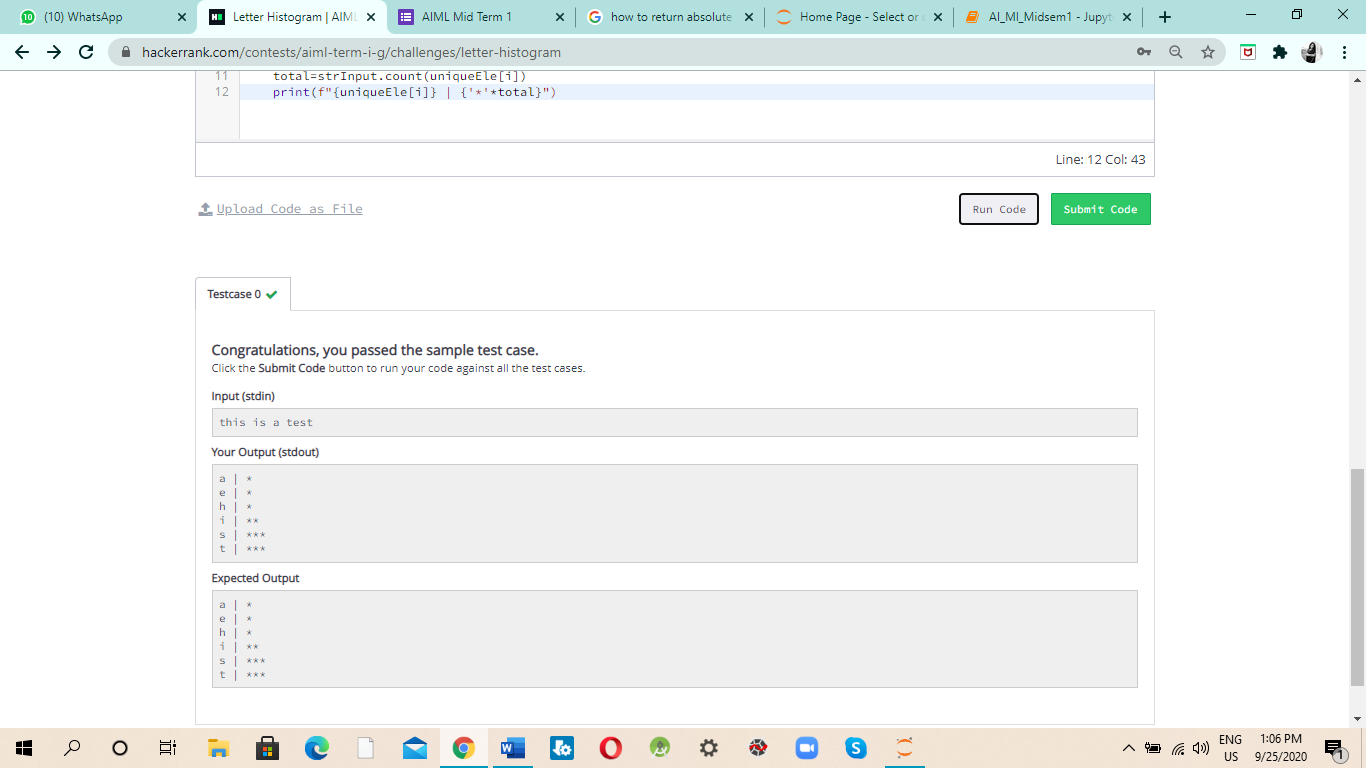 (10) WhatsApp
Letter Histogram | AIML
AIML Mid Term 1
how to return absolute
Home Page - Select or
AI_MI_Midsem1 - Jupyt
hackerrank.com/contests/aiml-term-i-g/challenges/letter-histogram
11 total=strInput.count(uniqueEle[i])
12 print(f"{uniqueEle[i]} | {'*'*total}")
Line: 12 Col: 43
Upload Code as File
Run Code
Submit Code
Testcase 0
Congratulations, you passed the sample test case.
Click the Submit Code button to run your code against all the test cases.
Input (stdin)
this is a test
Your Output (stdout)
a | *
e | *
h | *
i | **
s | ***
t | ***
Expected Output
a | *
e | *
h | *
i | **
s | ***
t | ***
ENG
US
1:06 PM
9/25/2020
1